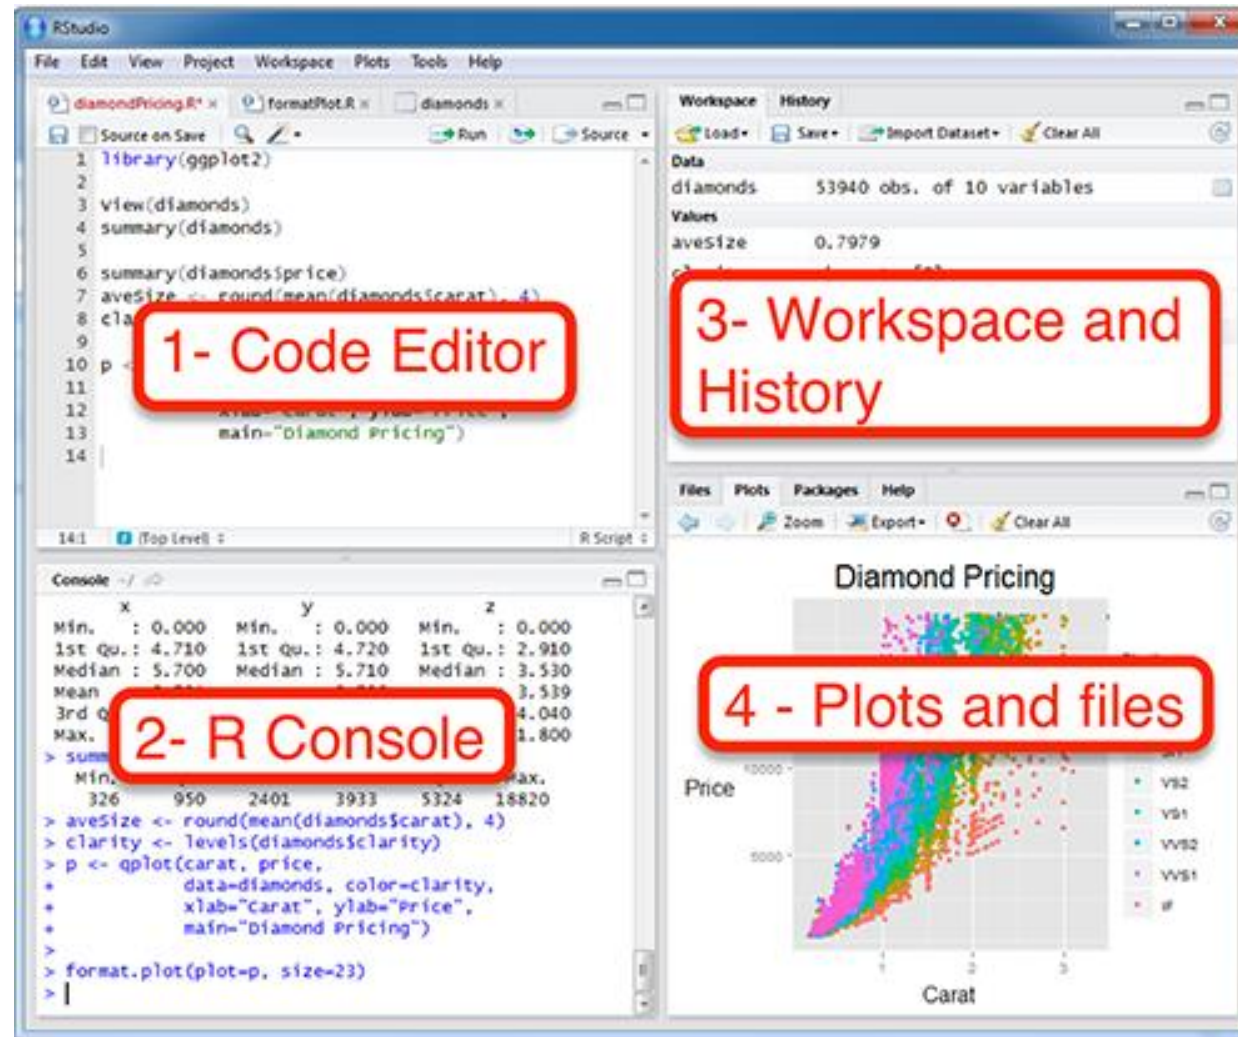 RStudio
File Edit View Project Workspace Plots Tools Help
diamondPricing.R* × formatPlot.R × diamonds ×
Source on Save Run Source
1 library(ggplot2)
2
3 view(diamonds)
4 summary(diamonds)
5
6 summary(diamonds$price)
7 aveSize <- round(mean(diamonds$carat), 4)
8 cla
9
10 p <
11
12 xlab="Carat", ylab="Price",
13 main="Diamond Pricing")
14
1- Code Editor
14:1 (Top Level) R Script
Console ~/
x y z
Min. : 0.000 Min. : 0.000 Min. : 0.000
1st Qu.: 4.710 1st Qu.: 4.720 1st Qu.: 2.910
Median : 5.700 Median : 5.710 Median : 3.530
Mean 3.539
3rd Q 4.040
Max. 1.800
2- R Console
> summ
Min. Max.
326 950 2401 3933 5324 18820
> aveSize <- round(mean(diamonds$carat), 4)
> clarity <- levels(diamonds$clarity)
> p <- qplot(carat, price,
+ data=diamonds, color=clarity,
+ xlab="Carat", ylab="Price",
+ main="Diamond Pricing")
>
> format.plot(plot=p, size=23)
>
Workspace History
Load Save Import Dataset Clear All
Data
diamonds 53940 obs. of 10 variables
Values
aveSize 0.7979
3- Workspace and
History
Files Plots Packages Help
Zoom Export Clear All
Diamond Pricing
4 - Plots and files
Price
10000
5000
VS2
VS1
VVS2
VVS1
IF
1 2 3
Carat